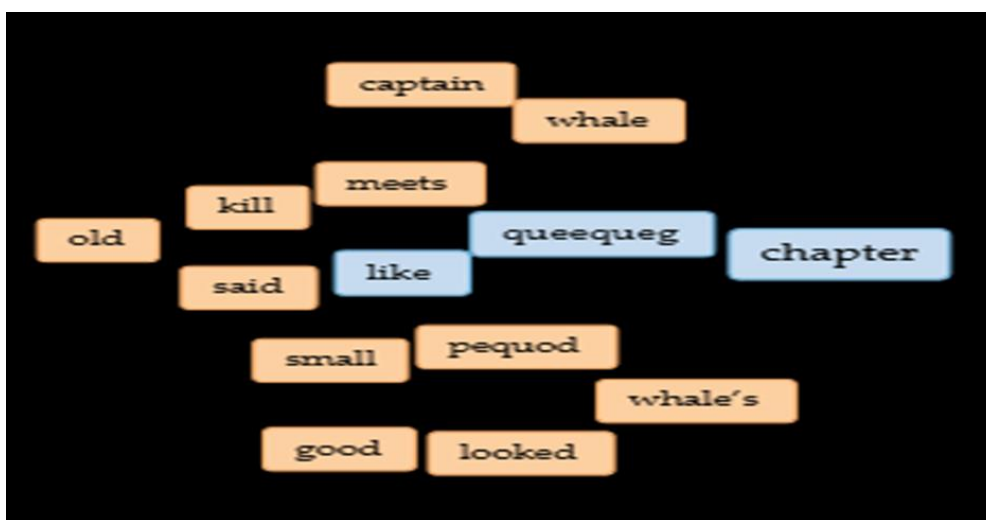 captain
whale
meets
kill
queequeg
old
chapter
like
said
pequod
small
whale's
good
looked